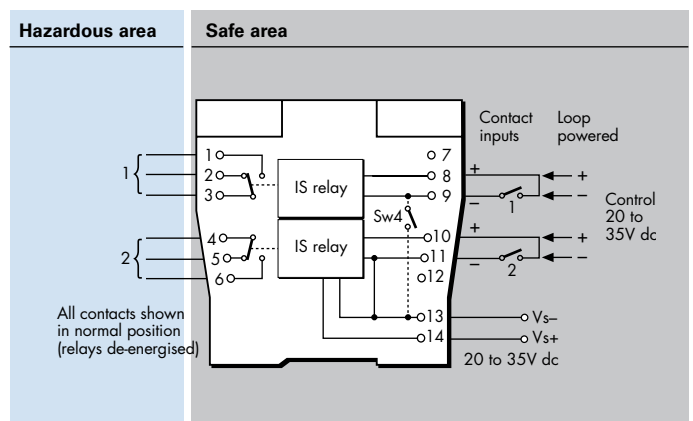 Hazardous area
Safe area
Contact inputs
Loop powered
1
1
2
3
IS relay
7
8
9
+
–
1
+
–
Control
20 to
35V dc
Sw4
2
4
5
6
IS relay
10
11
12
+
–
2
+
–
13
14
Vs–
Vs+
20 to 35V dc
All contacts shown
in normal position
(relays de-energised)